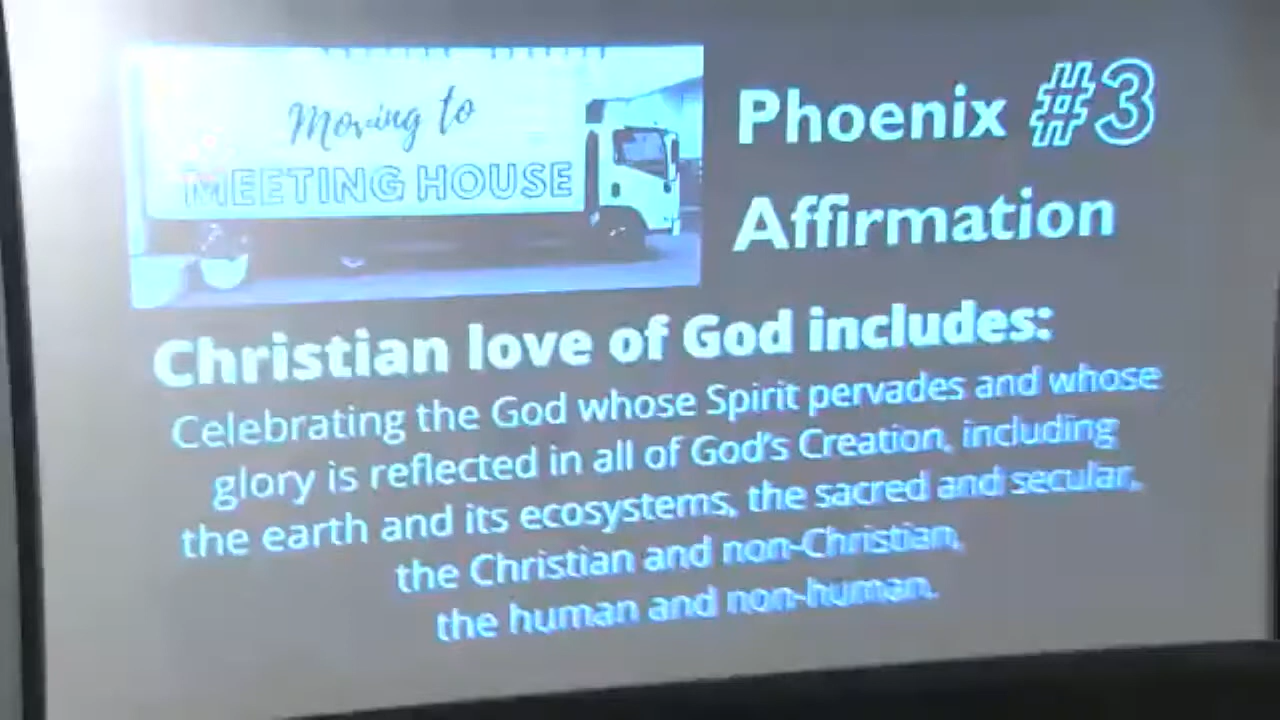 Moving to
MEETING HOUSE
Phoenix #3
Affirmation
Christian love of God includes:
Celebrating the God whose Spirit pervades and whose
glory is reflected in all of God's Creation, including
the earth and its ecosystems, the sacred and secular,
the Christian and non-Christian,
the human and non-human.